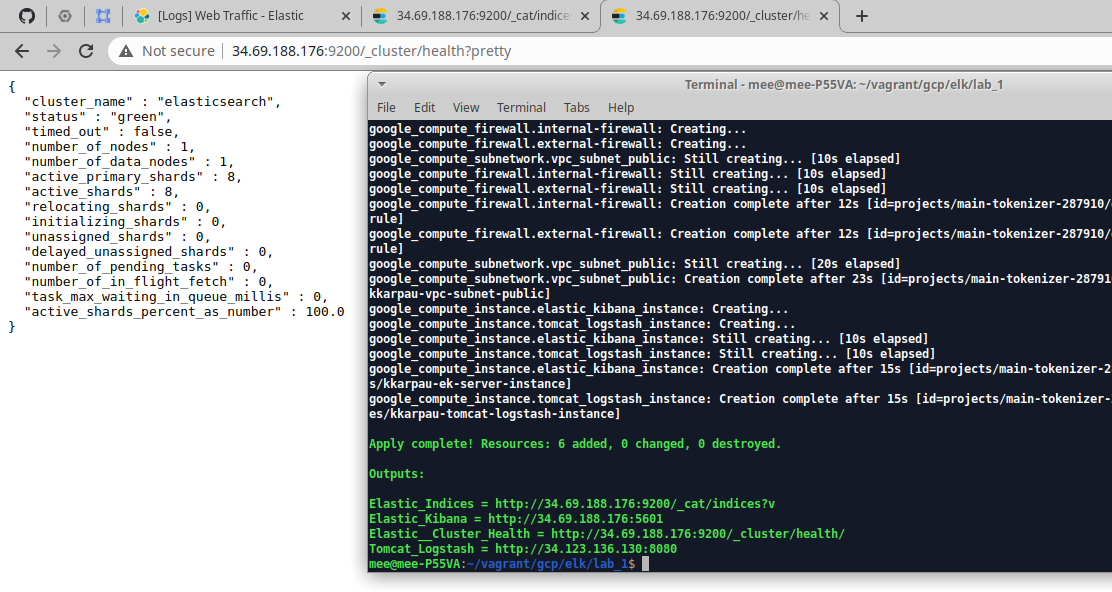 [Logs] Web Traffic - Elastic
34.69.188.176:9200/_cat/indice
34.69.188.176:9200/_cluster/he
Not secure
34.69.188.176:9200/_cluster/health?pretty
{
"cluster_name" : "elasticsearch",
"status" : "green",
"timed_out" : false,
"number_of_nodes" : 1,
"number_of_data_nodes" : 1,
"active_primary_shards" : 8,
"active_shards" : 8,
"relocating_shards" : 0,
"initializing_shards" : 0,
"unassigned_shards" : 0,
"delayed_unassigned_shards" : 0,
"number_of_pending_tasks" : 0,
"number_of_in_flight_fetch" : 0,
"task_max_waiting_in_queue_millis" : 0,
"active_shards_percent_as_number" : 100.0
}
Terminal - mee@mee-P55VA: ~/vagrant/gcp/elk/lab_1
File Edit View Terminal Tabs Help
google_compute_firewall.internal-firewall: Creating...
google_compute_firewall.external-firewall: Creating...
google_compute_subnetwork.vpc_subnet_public: Still creating... [10s elapsed]
google_compute_firewall.internal-firewall: Still creating... [10s elapsed]
google_compute_firewall.external-firewall: Still creating... [10s elapsed]
google_compute_firewall.internal-firewall: Creation complete after 12s [id=projects/main-tokenizer-287910/
rule]
google_compute_firewall.external-firewall: Creation complete after 12s [id=projects/main-tokenizer-287910/
rule]
google_compute_subnetwork.vpc_subnet_public: Still creating... [20s elapsed]
google_compute_subnetwork.vpc_subnet_public: Creation complete after 23s [id=projects/main-tokenizer-28791
kkarpau-vpc-subnet-public]
google_compute_instance.elastic_kibana_instance: Creating...
google_compute_instance.tomcat_logstash_instance: Creating...
google_compute_instance.elastic_kibana_instance: Still creating... [10s elapsed]
google_compute_instance.tomcat_logstash_instance: Still creating... [10s elapsed]
google_compute_instance.elastic_kibana_instance: Creation complete after 15s [id=projects/main-tokenizer-2
s/kkarpau-ek-server-instance]
google_compute_instance.tomcat_logstash_instance: Creation complete after 15s [id=projects/main-tokenizer-
es/kkarpau-tomcat-logstash-instance]
Apply complete! Resources: 6 added, 0 changed, 0 destroyed.
Outputs:
Elastic_Indices = http://34.69.188.176:9200/_cat/indices?v
Elastic_Kibana = http://34.69.188.176:5601
Elastic__Cluster_Health = http://34.69.188.176:9200/_cluster/health/
Tomcat_Logstash = http://34.123.136.130:8080
mee@mee-P55VA:~/vagrant/gcp/elk/lab_1$